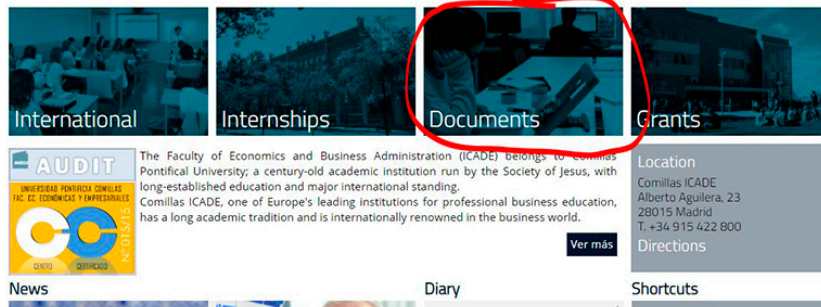 International
Internships
Documents
Grants
ANECA
AUDIT
UNIVERSIDAD PONTIFICIA COMILLAS
FAC. CC. ECONÓMICAS Y EMPRESARIALES
CENTRO CERTIFICADO
Nº 015/15
The Faculty of Economics and Business Administration (ICADE) belongs to Comillas
Pontifical University; a century-old academic institution run by the Society of Jesus, with
long-established education and major international standing.
Comillas ICADE, one of Europe's leading institutions for professional business education,
has a long academic tradition and is internationally renowned in the business world.
Ver más
Location
Comillas ICADE
Alberto Aguilera, 23
28015 Madrid
T. +34 915 422 800
Directions
News
Diary
Shortcuts